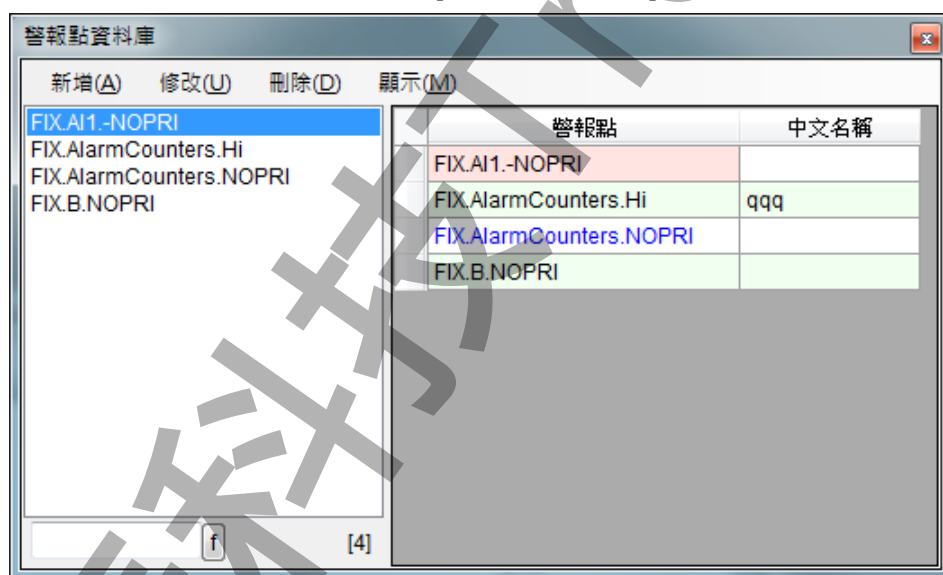 警報點資料庫
新增(A) 修改(U) 刪除(D) 顯示(M)
FIX.AI1.-NOPRI
FIX.AlarmCounters.Hi
FIX.AlarmCounters.NOPRI
FIX.B.NOPRI
f [4]
警報點 中文名稱
FIX.AI1.-NOPRI
FIX.AlarmCounters.Hi qqq
FIX.AlarmCounters.NOPRI
FIX.B.NOPRI
科技